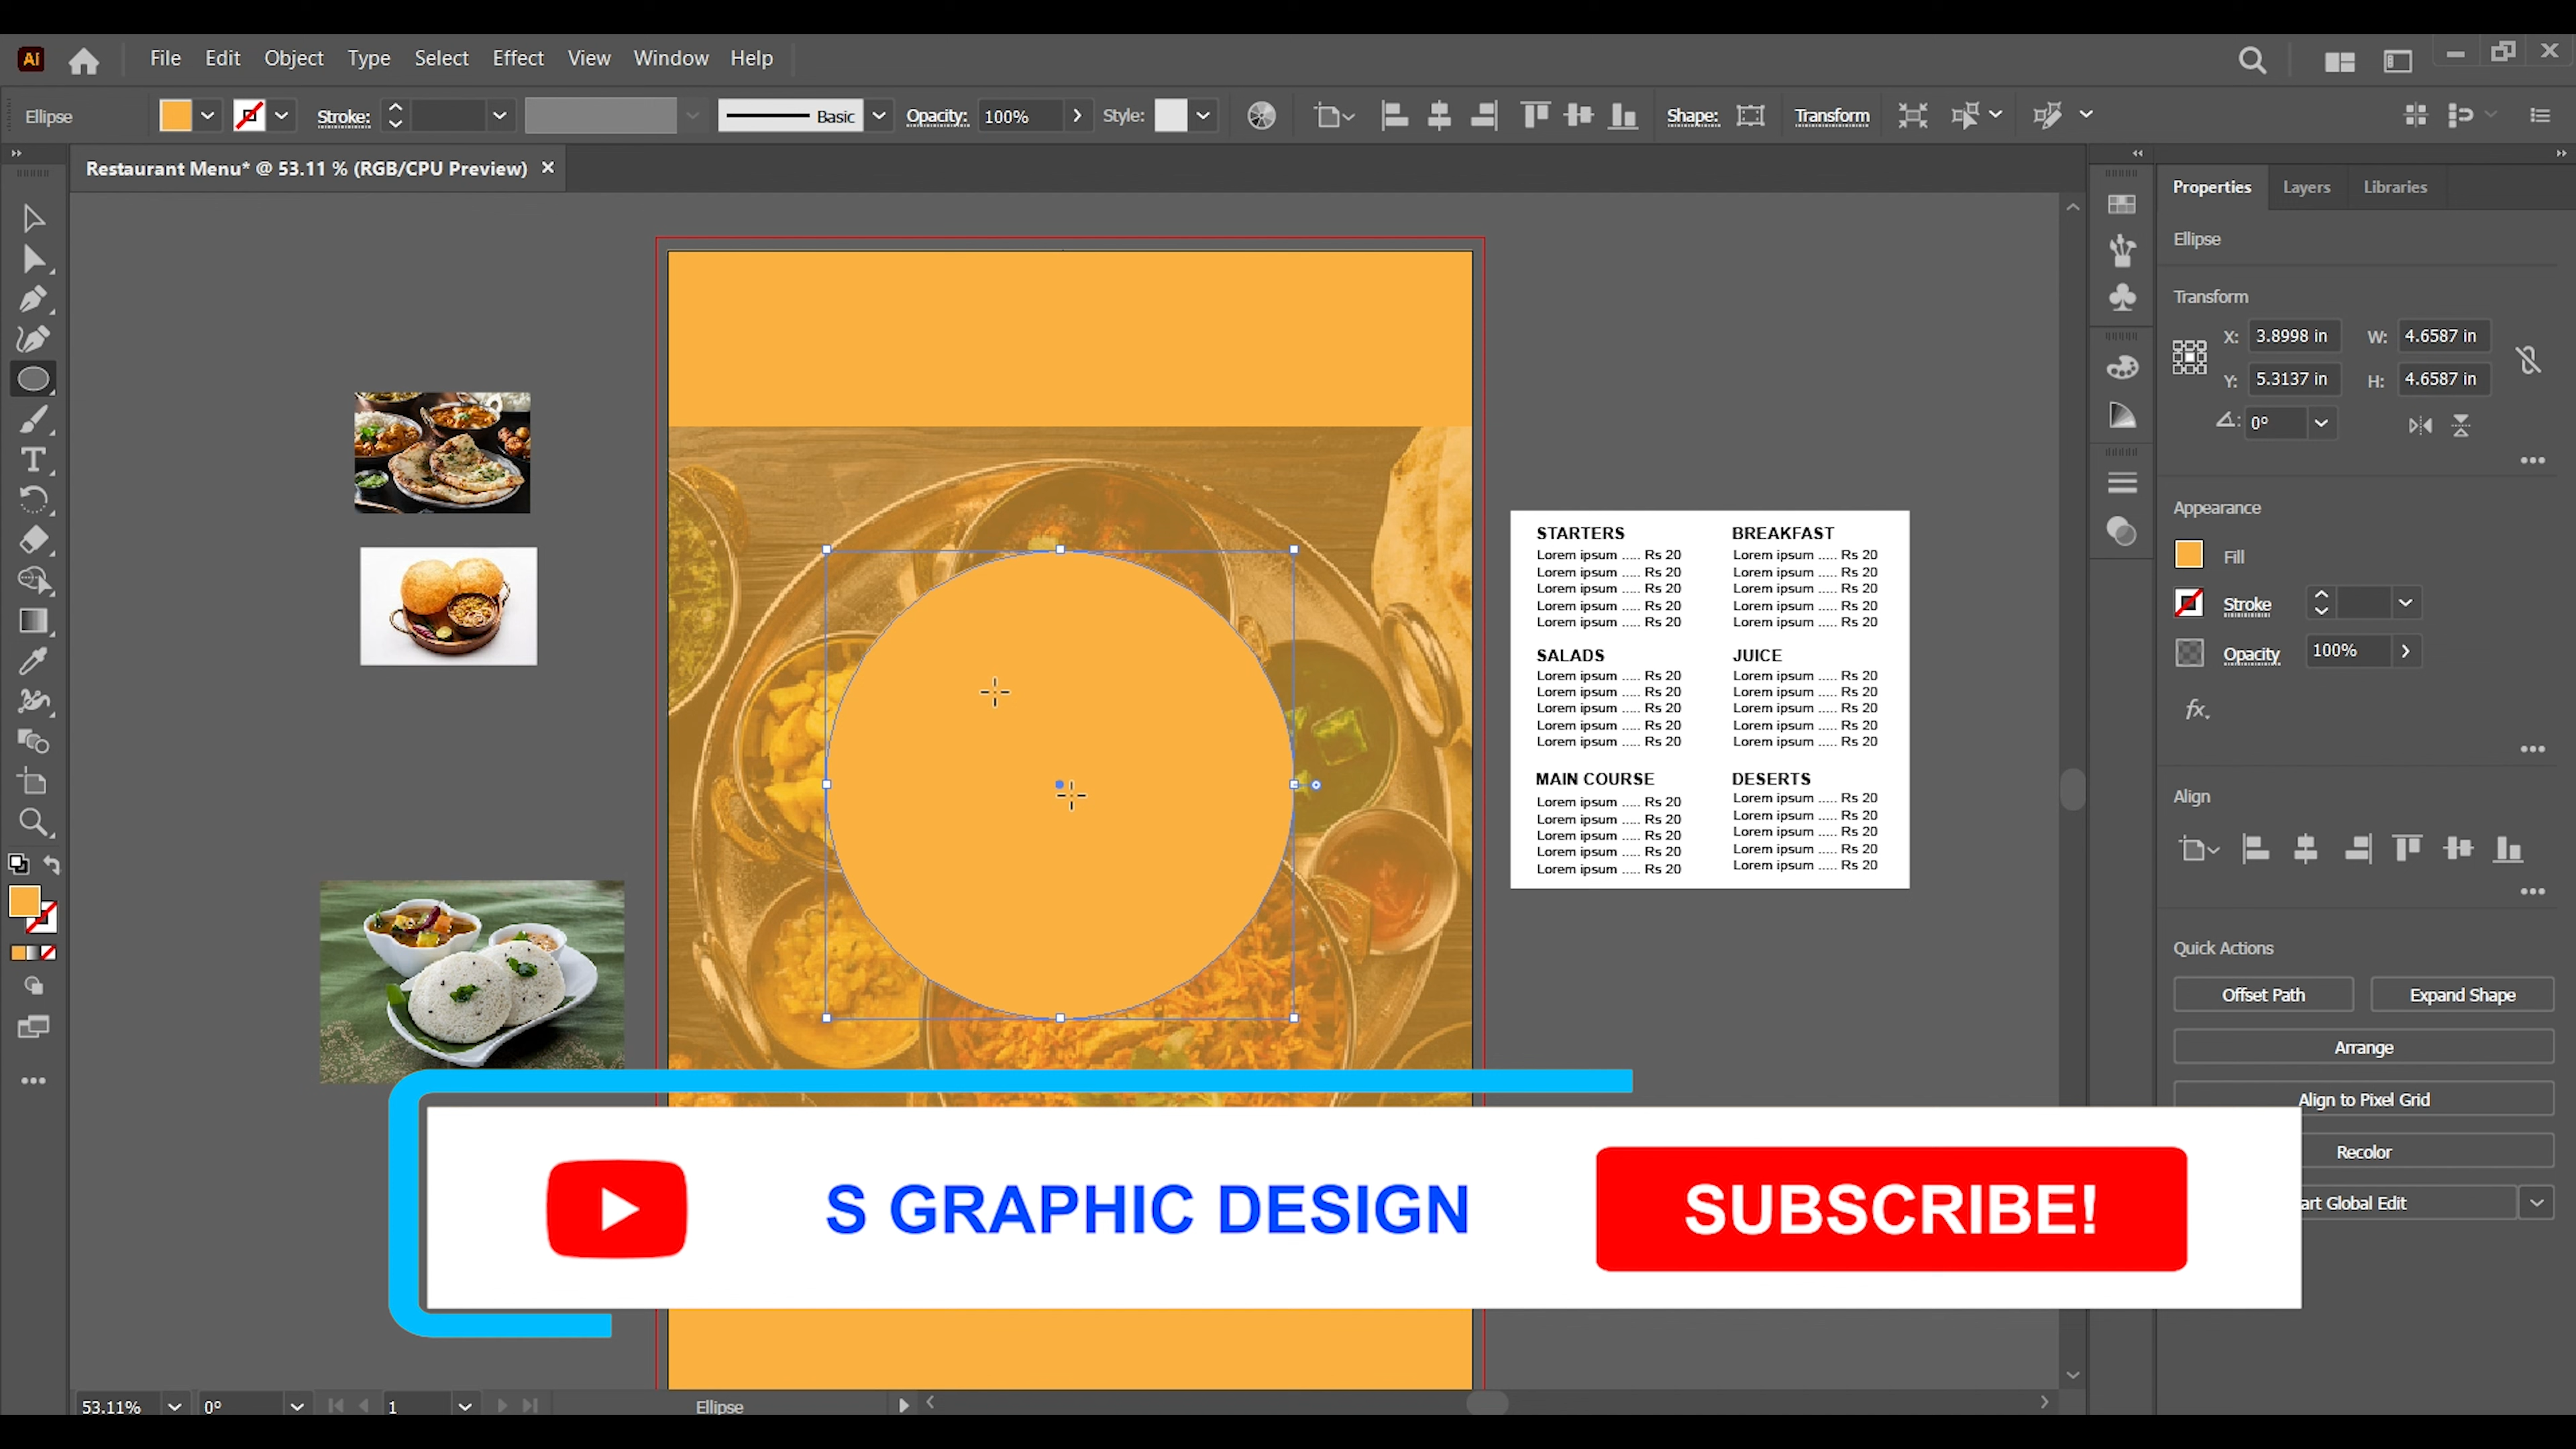 Ai
File Edit Object Type Select Effect View Window Help
Ellipse Stroke: Basic Opacity: 100% Style: Shape: Transform
Restaurant Menu* @ 53.11 % (RGB/CPU Preview) ×
Properties Layers Libraries
Ellipse
Transform
X: 3.8998 in W: 4.6587 in
Y: 5.3137 in H: 4.6587 in
0°
Appearance
Fill
Stroke
Opacity 100%
fx.
Align
Quick Actions
Offset Path Expand Shape
Arrange
Align to Pixel Grid
Recolor
art Global Edit
STARTERS
Lorem ipsum ..... Rs 20
Lorem ipsum ..... Rs 20
Lorem ipsum ..... Rs 20
Lorem ipsum ..... Rs 20
Lorem ipsum ..... Rs 20
BREAKFAST
Lorem ipsum ..... Rs 20
Lorem ipsum ..... Rs 20
Lorem ipsum ..... Rs 20
Lorem ipsum ..... Rs 20
Lorem ipsum ..... Rs 20
SALADS
Lorem ipsum ..... Rs 20
Lorem ipsum ..... Rs 20
Lorem ipsum ..... Rs 20
Lorem ipsum ..... Rs 20
Lorem ipsum ..... Rs 20
JUICE
Lorem ipsum ..... Rs 20
Lorem ipsum ..... Rs 20
Lorem ipsum ..... Rs 20
Lorem ipsum ..... Rs 20
Lorem ipsum ..... Rs 20
MAIN COURSE
Lorem ipsum ..... Rs 20
Lorem ipsum ..... Rs 20
Lorem ipsum ..... Rs 20
Lorem ipsum ..... Rs 20
Lorem ipsum ..... Rs 20
DESERTS
Lorem ipsum ..... Rs 20
Lorem ipsum ..... Rs 20
Lorem ipsum ..... Rs 20
Lorem ipsum ..... Rs 20
Lorem ipsum ..... Rs 20
S GRAPHIC DESIGN SUBSCRIBE!
53.11% 0° 1 Ellipse